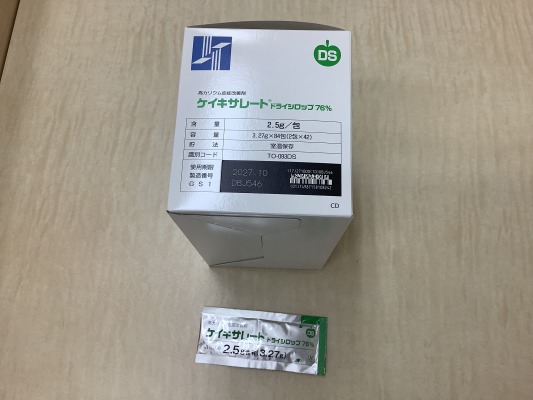 DS
高カリウム血症改善剤
ケイキサレート® ドライシロップ 76%
含量 2.5g/包
容量 3.27g×84包(2包×42)
貯法 室温保存
識別コード TO-093DS
使用期限 2027.10
製造番号 DBJ546
GS1
CD
DS
ケイキサレート ドライシロップ 76%
2.5g (3.27g)